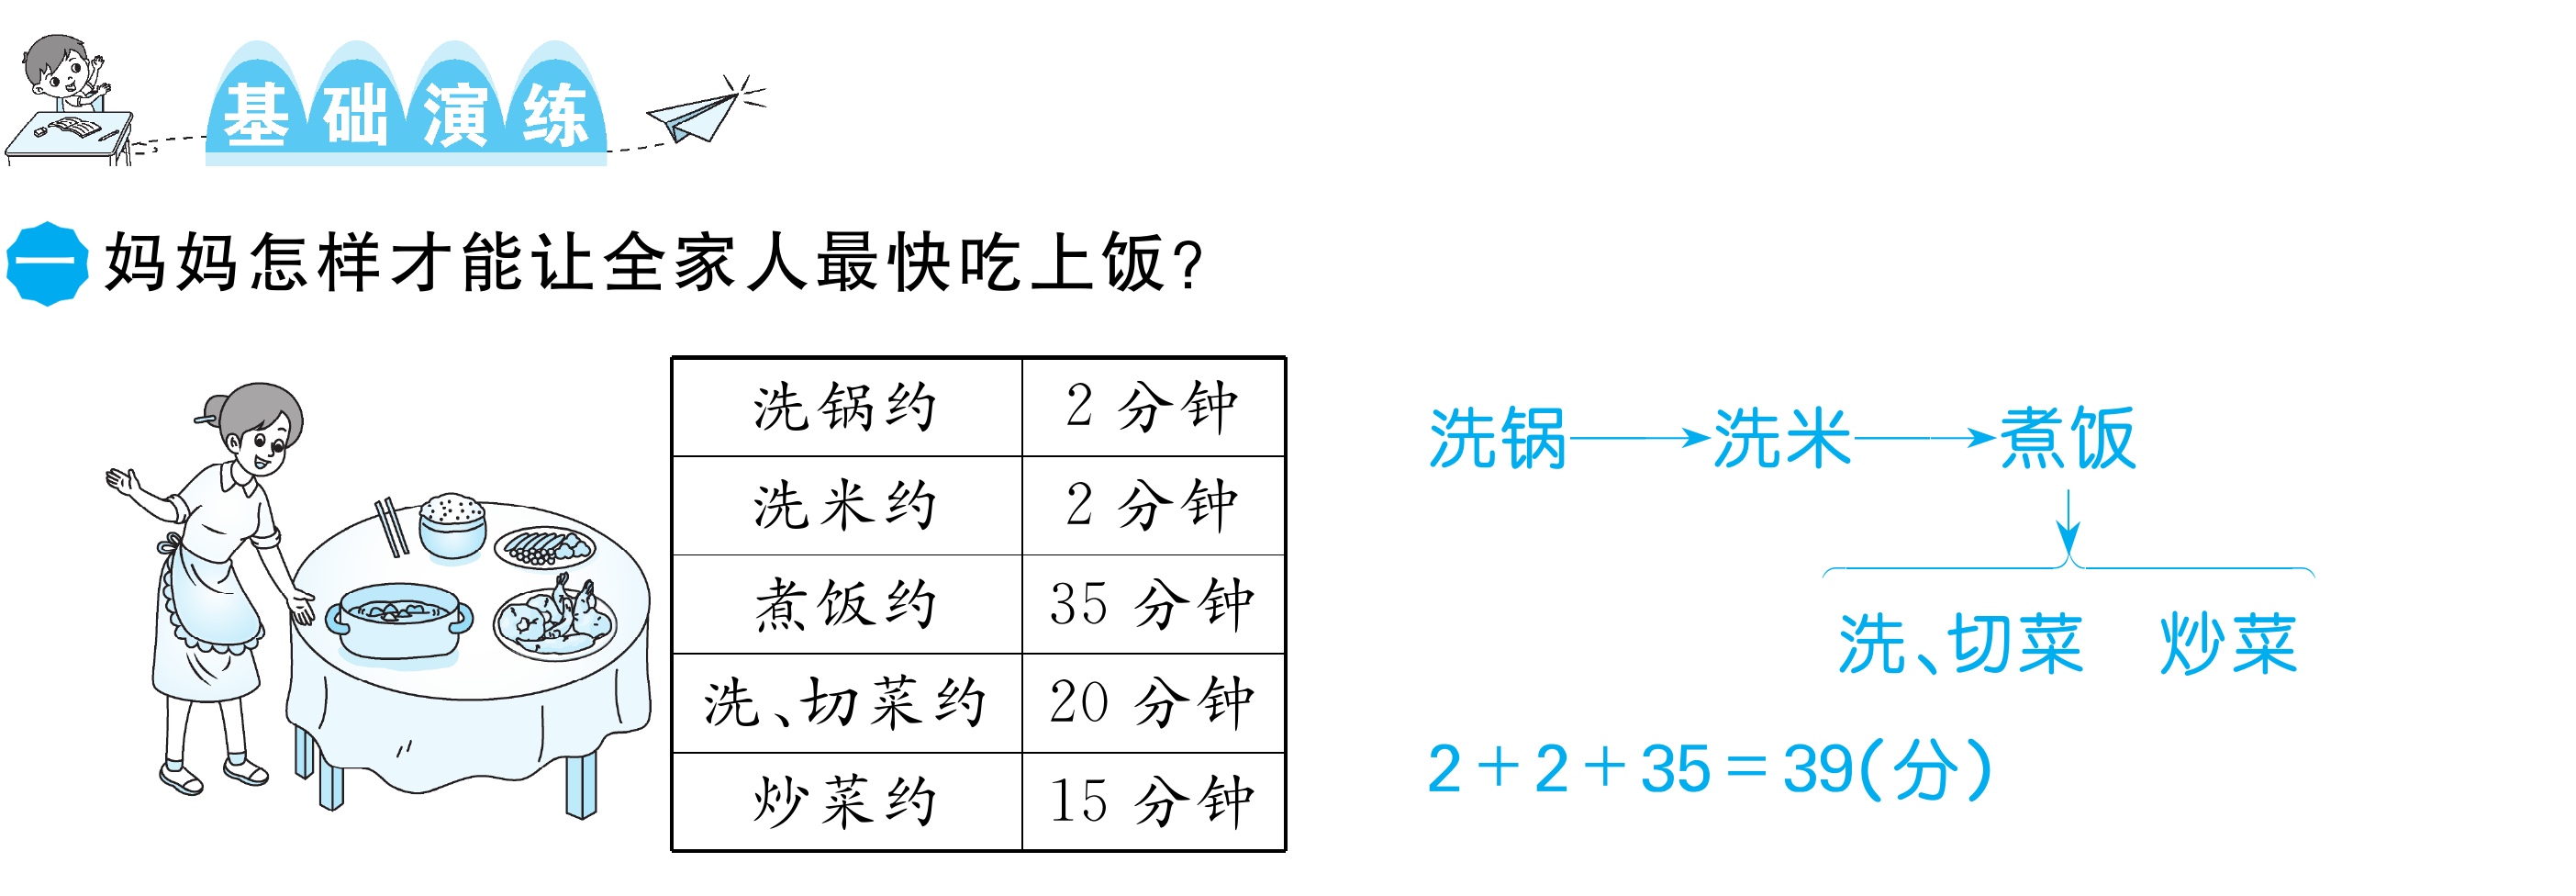 基础演练
一 妈妈怎样才能让全家人最快吃上饭?
洗锅约 2 分钟
洗米约 2 分钟
煮饭约 35 分钟
洗、切菜约 20 分钟
炒菜约 15 分钟
洗锅→洗米→煮饭
洗、切菜 炒菜
2+2+35=39(分)